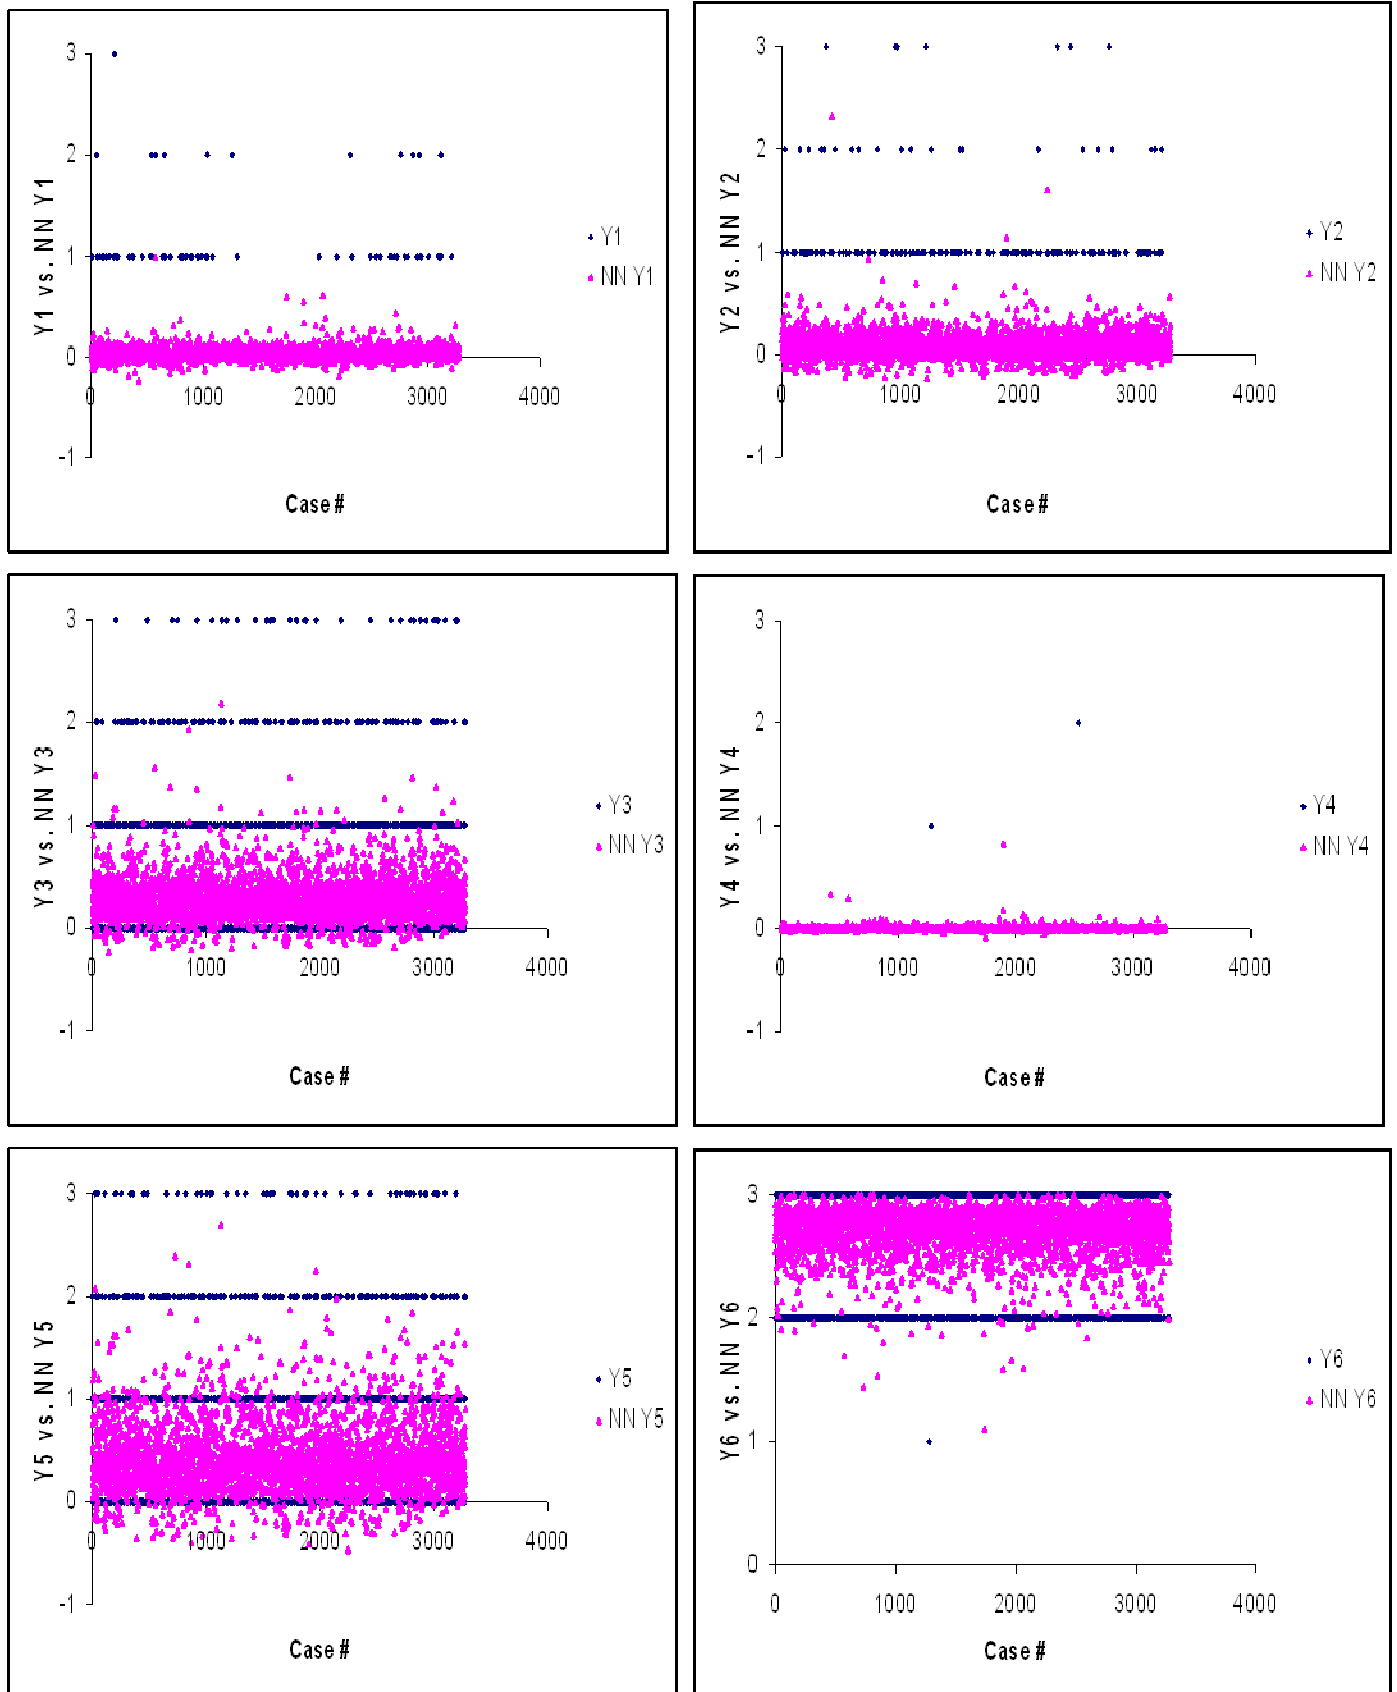 Y1 vs. NN Y1
3
2
1
0
-1
0 1000 2000 3000 4000
Case #
Y1
NN Y1
Y2 vs. NN Y2
3
2
1
0
-1
0 1000 2000 3000 4000
Case #
Y2
NN Y2
Y3 vs. NN Y3
3
2
1
0
-1
0 1000 2000 3000 4000
Case #
Y3
NN Y3
Y4 vs. NN Y4
3
2
1
0
-1
0 1000 2000 3000 4000
Case #
Y4
NN Y4
Y5 vs. NN Y5
3
2
1
0
-1
0 1000 2000 3000 4000
Case #
Y5
NN Y5
Y6 vs. NN Y6
3
2
1
0
0 1000 2000 3000 4000
Case #
Y6
NN Y6